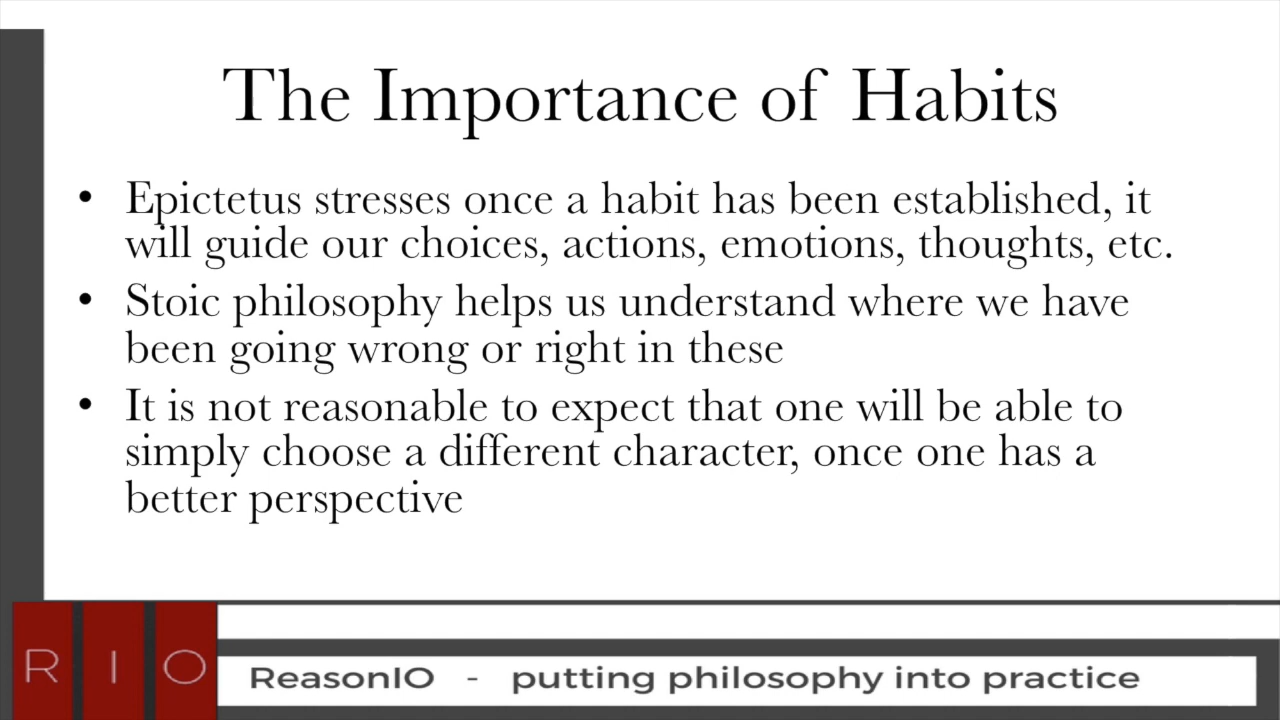 The Importance of Habits
• Epictetus stresses once a habit has been established, it
will guide our choices, actions, emotions, thoughts, etc.
• Stoic philosophy helps us understand where we have
been going wrong or right in these
• It is not reasonable to expect that one will be able to
simply choose a different character, once one has a
better perspective
R I O
ReasonIO - putting philosophy into practice